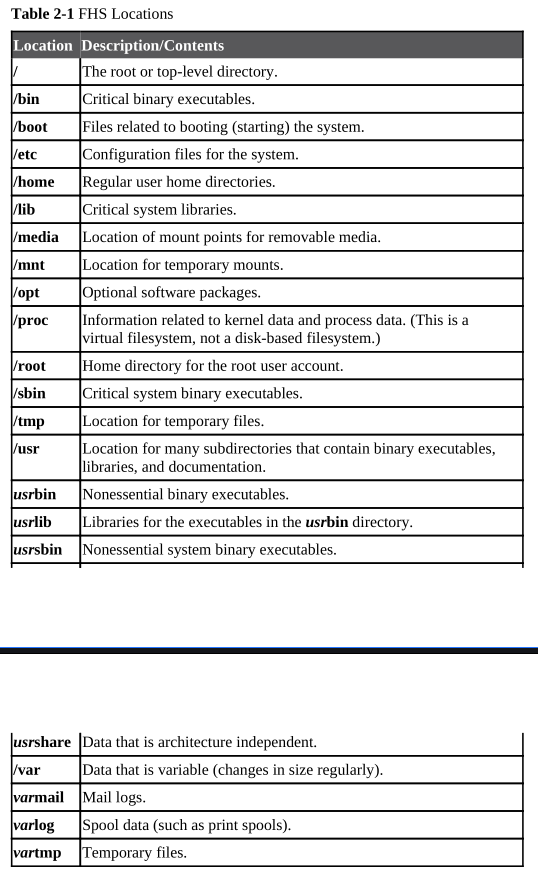 Table 2-1 FHS Locations
Location Description/Contents
/ The root or top-level directory.
/bin Critical binary executables.
/boot Files related to booting (starting) the system.
/etc Configuration files for the system.
/home Regular user home directories.
/lib Critical system libraries.
/media Location of mount points for removable media.
/mnt Location for temporary mounts.
/opt Optional software packages.
/proc Information related to kernel data and process data. (This is a
virtual filesystem, not a disk-based filesystem.)
/root Home directory for the root user account.
/sbin Critical system binary executables.
/tmp Location for temporary files.
/usr Location for many subdirectories that contain binary executables,
libraries, and documentation.
usrbin Nonessential binary executables.
usrlib Libraries for the executables in the usrbin directory.
usrsbin Nonessential system binary executables.
usrshare Data that is architecture independent.
/var Data that is variable (changes in size regularly).
varmail Mail logs.
varlog Spool data (such as print spools).
vartmp Temporary files.